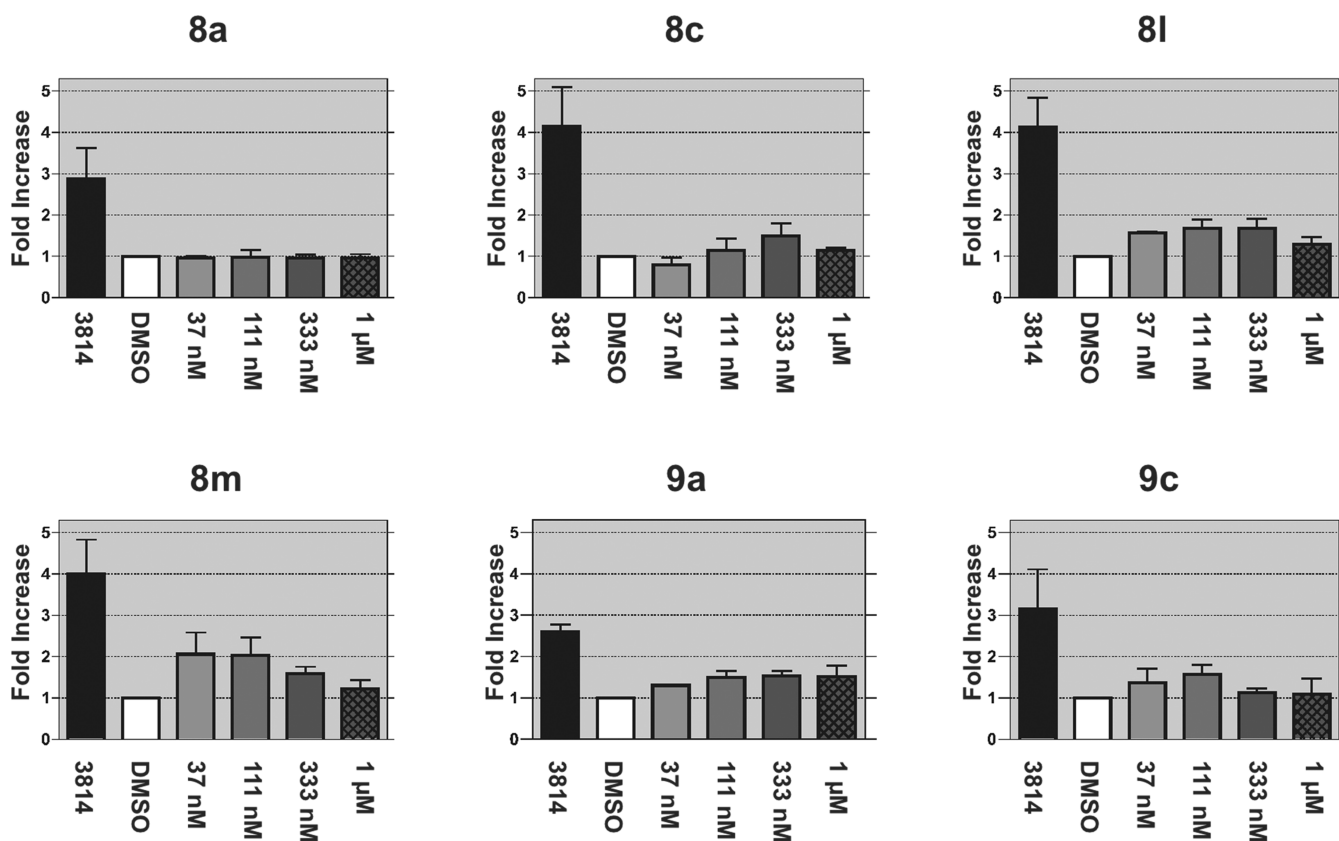 8a
Fold Increase
5
4
3
2
1
0
3814
DMSO
37 nM
111 nM
333 nM
1 µM
8c
Fold Increase
5
4
3
2
1
0
3814
DMSO
37 nM
111 nM
333 nM
1 µM
8l
Fold Increase
5
4
3
2
1
0
3814
DMSO
37 nM
111 nM
333 nM
1 µM
8m
Fold Increase
5
4
3
2
1
0
3814
DMSO
37 nM
111 nM
333 nM
1 µM
9a
Fold Increase
5
4
3
2
1
0
3814
DMSO
37 nM
111 nM
333 nM
1 µM
9c
Fold Increase
5
4
3
2
1
0
3814
DMSO
37 nM
111 nM
333 nM
1 µM